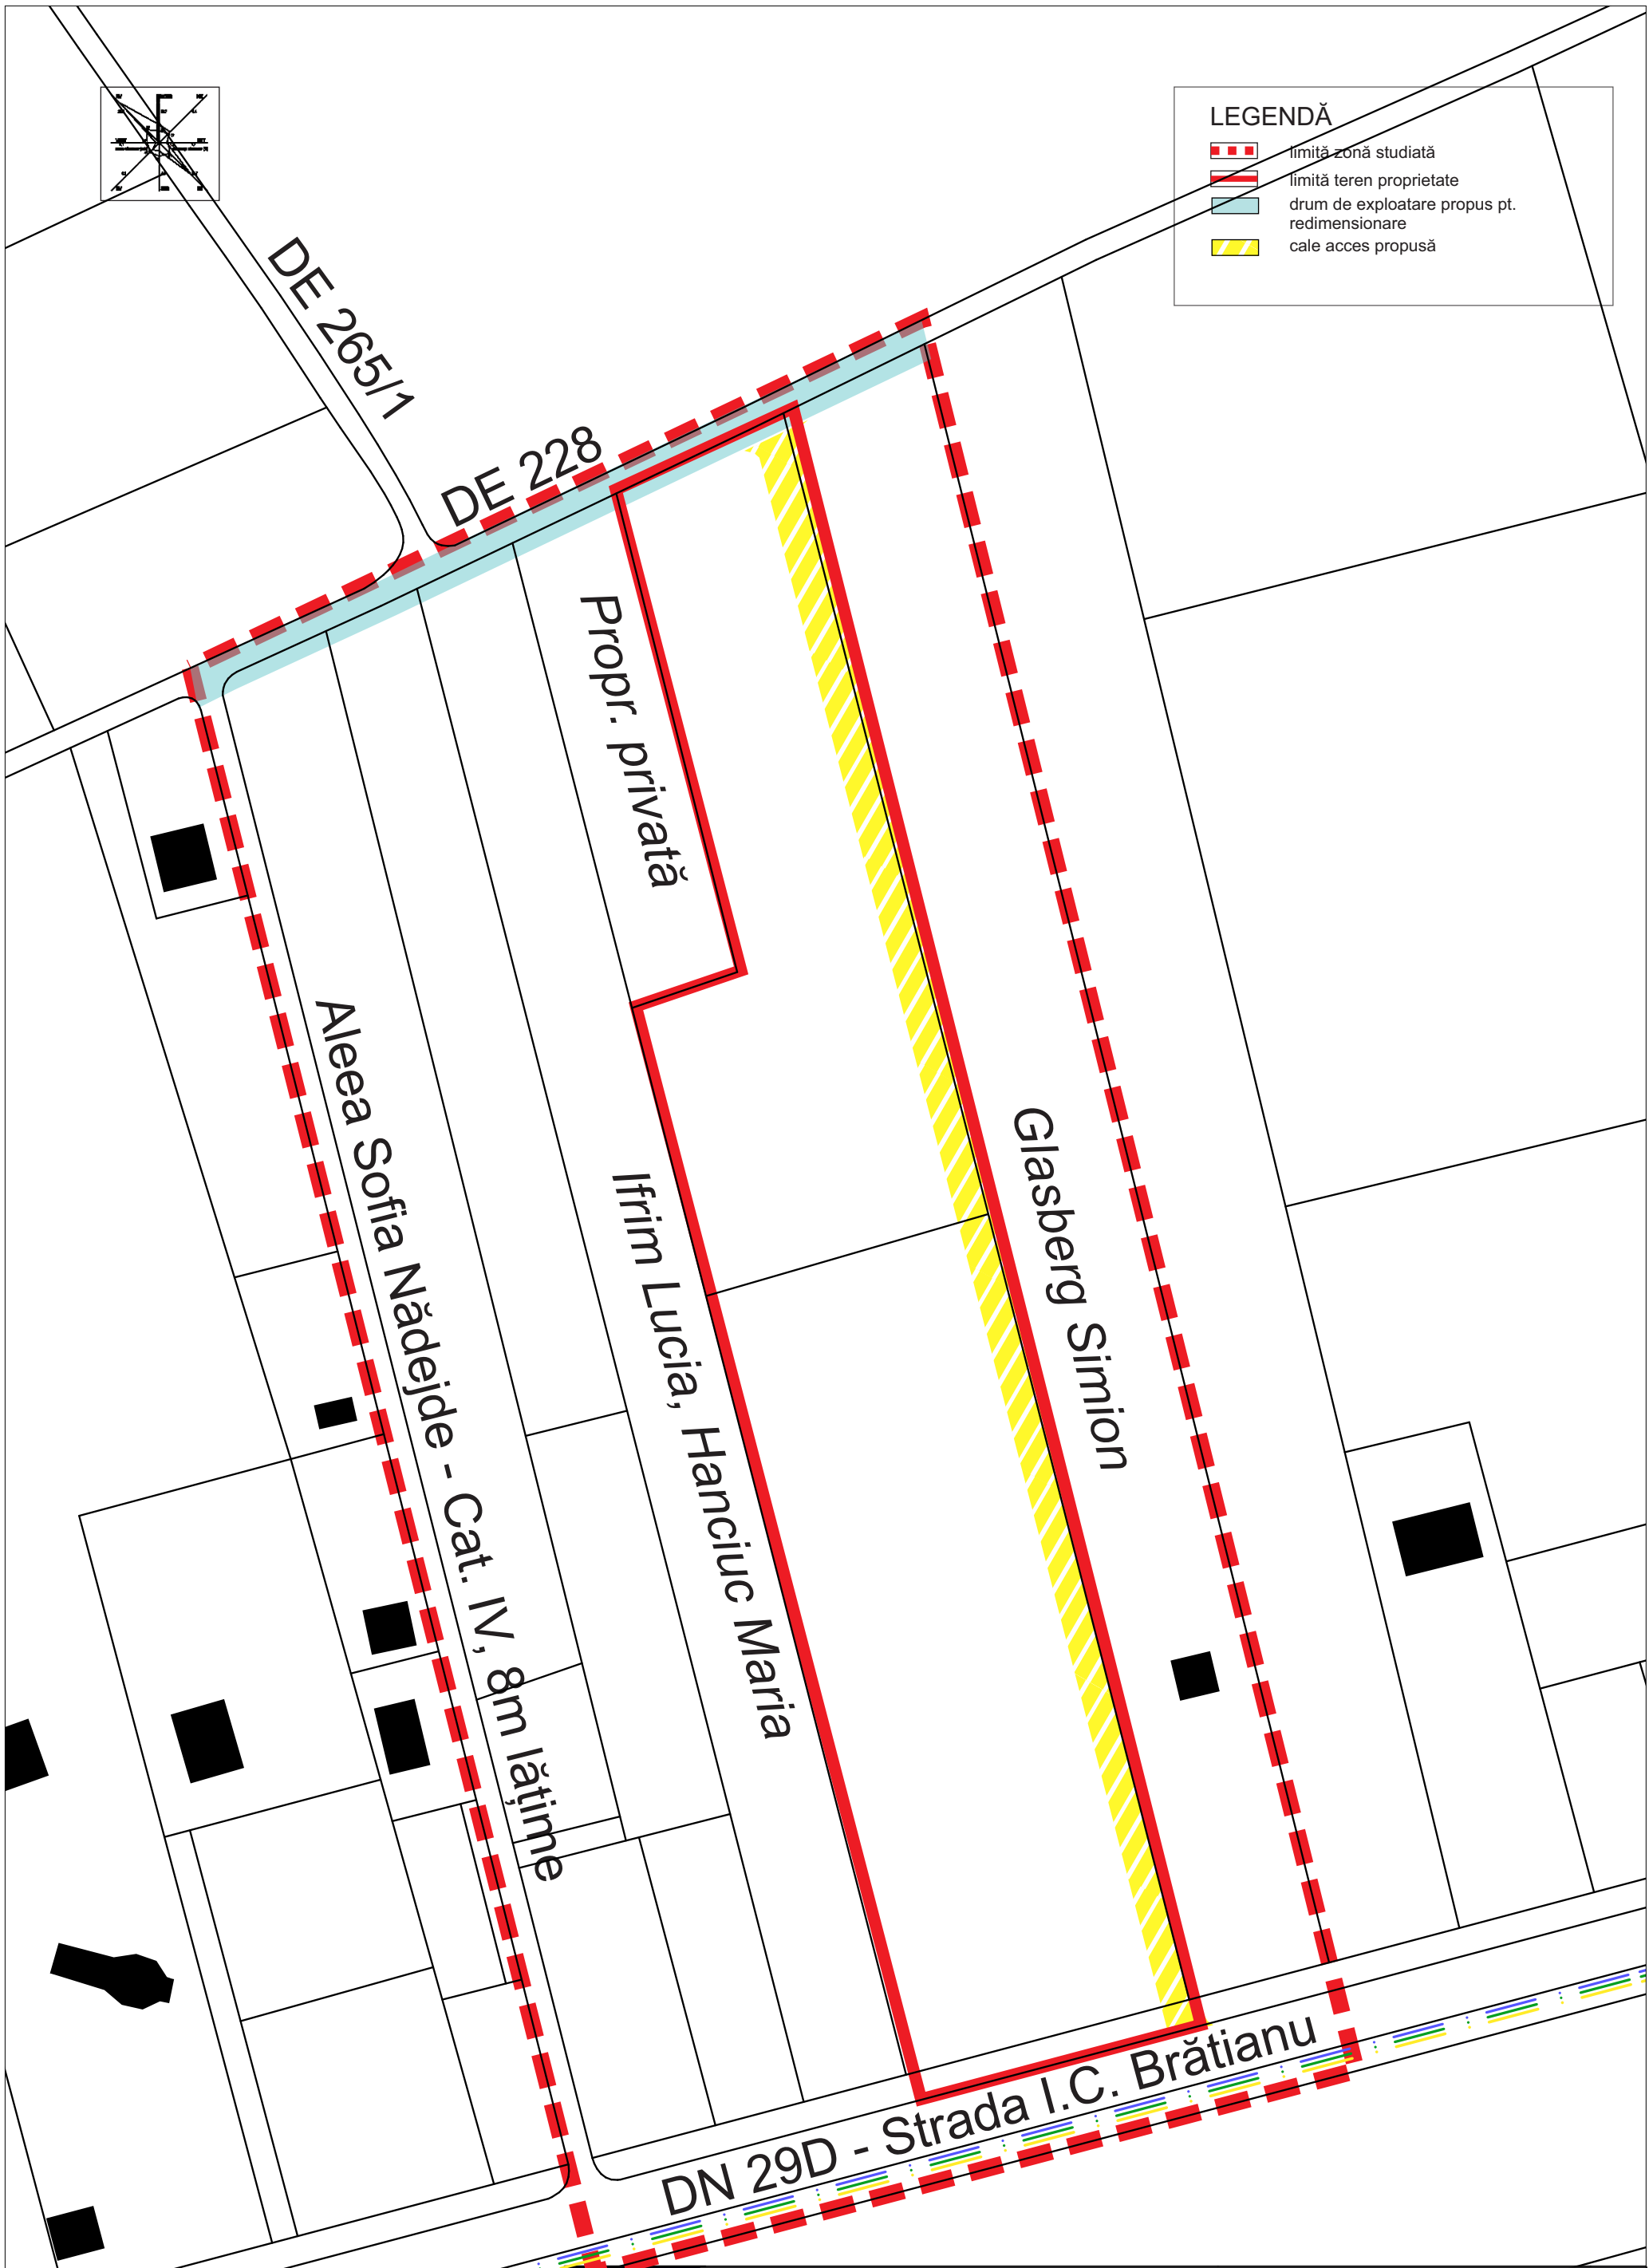 LEGENDĂ
limită zonă studiată
limită teren proprietate
drum de exploatare propus pt.
redimensionare
cale acces propusă
DE 265/1
DE 228
Propr. privată
Aleea Sofia Nădejde - Cat. IV, 8m lățime
Ifrim Lucia, Hanciuc Maria
Glasberg Simion
DN 29D - Strada I.C. Brătianu